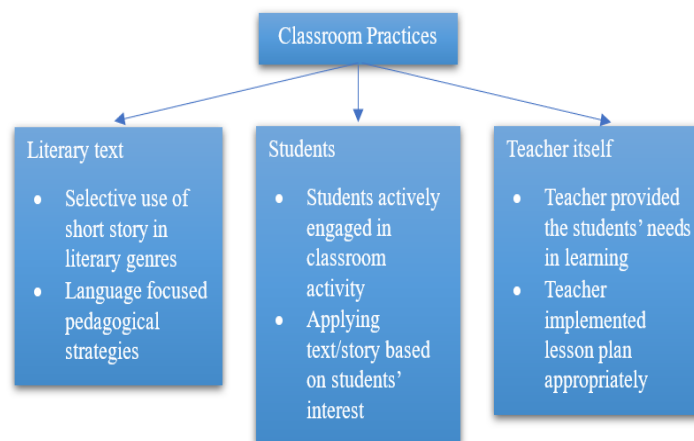 Classroom Practices
Literary text
• Selective use of
short story in
literary genres
• Language focused
pedagogical
strategies
Students
• Students actively
engaged in
classroom
activity
• Applying
text/story based
on students'
interest
Teacher itself
• Teacher provided
the students' needs
in learning
• Teacher
implemented
lesson plan
appropriately